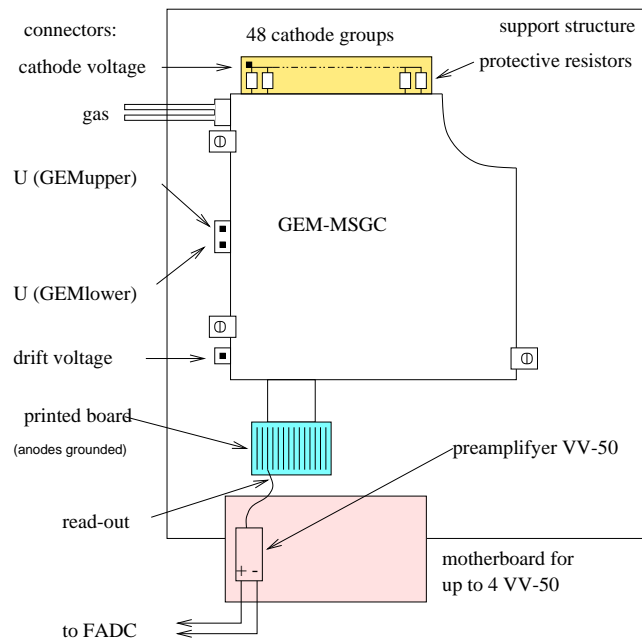 connectors:
support structure
48 cathode groups
cathode voltage
protective resistors
gas
U (GEMupper)
GEM-MSGC
U (GEMlower)
drift voltage
printed board
(anodes grounded)
preamplifyer VV-50
read-out
+ -
motherboard for
up to 4 VV-50
to FADC